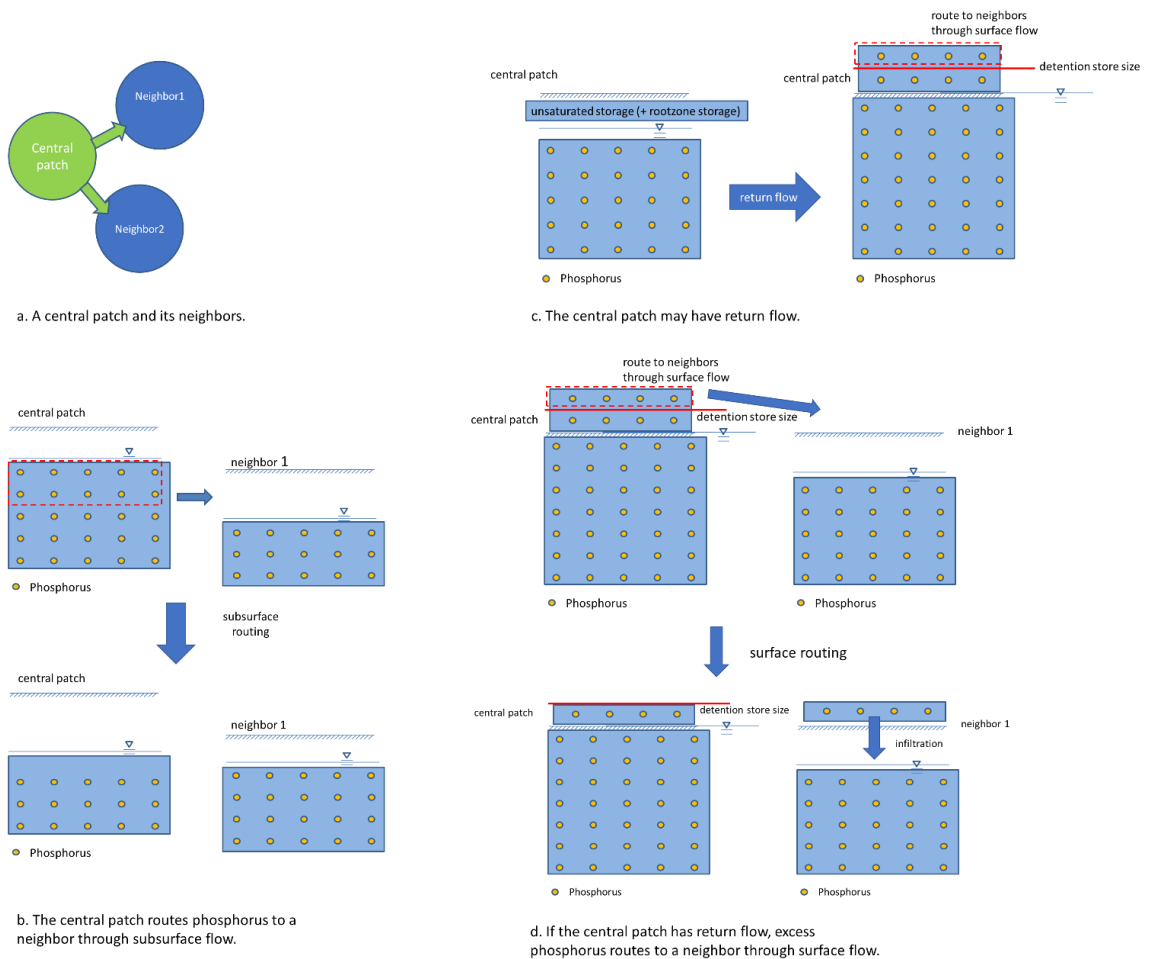 Central
patch
Neighbor1
Neighbor2
a. A central patch and its neighbors.
central patch
neighbor 1
Phosphorus
subsurface
routing
central patch
neighbor 1
Phosphorus
b. The central patch routes phosphorus to a
neighbor through subsurface flow.
central patch
unsaturated storage (+ rootzone storage)
Phosphorus
return flow
route to neighbors
through surface flow
detention store size
central patch
Phosphorus
c. The central patch may have return flow.
route to neighbors
through surface flow
central patch
detention store size
neighbor 1
Phosphorus
Phosphorus
surface routing
central patch
detention store size
neighbor 1
infiltration
Phosphorus
Phosphorus
d. If the central patch has return flow, excess
phosphorus routes to a neighbor through surface flow.